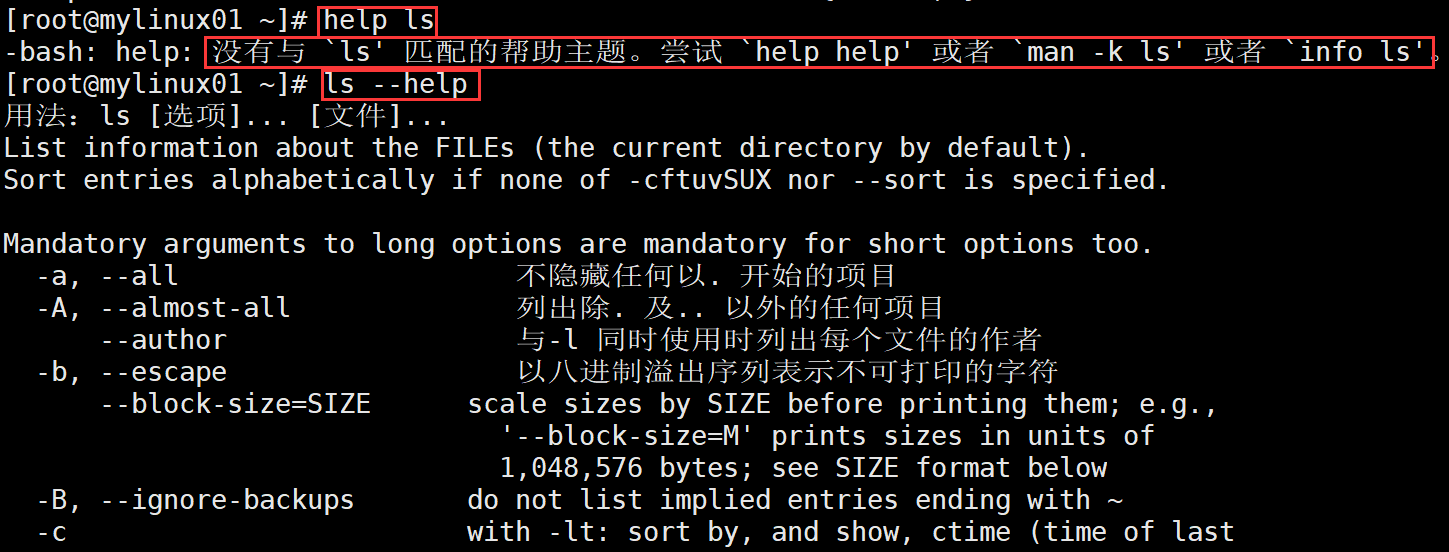 [root@mylinux01 ~]# help ls
-bash: help: 没有与 `ls' 匹配的帮助主题。尝试 `help help' 或者 `man -k ls' 或者 `info ls'。
[root@mylinux01 ~]# ls --help
用法：ls [选项]... [文件]...
List information about the FILEs (the current directory by default).
Sort entries alphabetically if none of -cftuvSUX nor --sort is specified.
Mandatory arguments to long options are mandatory for short options too.
-a, --all 不隐藏任何以. 开始的项目
-A, --almost-all 列出除. 及.. 以外的任何项目
--author 与-l 同时使用时列出每个文件的作者
-b, --escape 以八进制溢出序列表示不可打印的字符
--block-size=SIZE scale sizes by SIZE before printing them; e.g.,
'--block-size=M' prints sizes in units of
1,048,576 bytes; see SIZE format below
-B, --ignore-backups do not list implied entries ending with ~
-c with -lt: sort by, and show, ctime (time of last